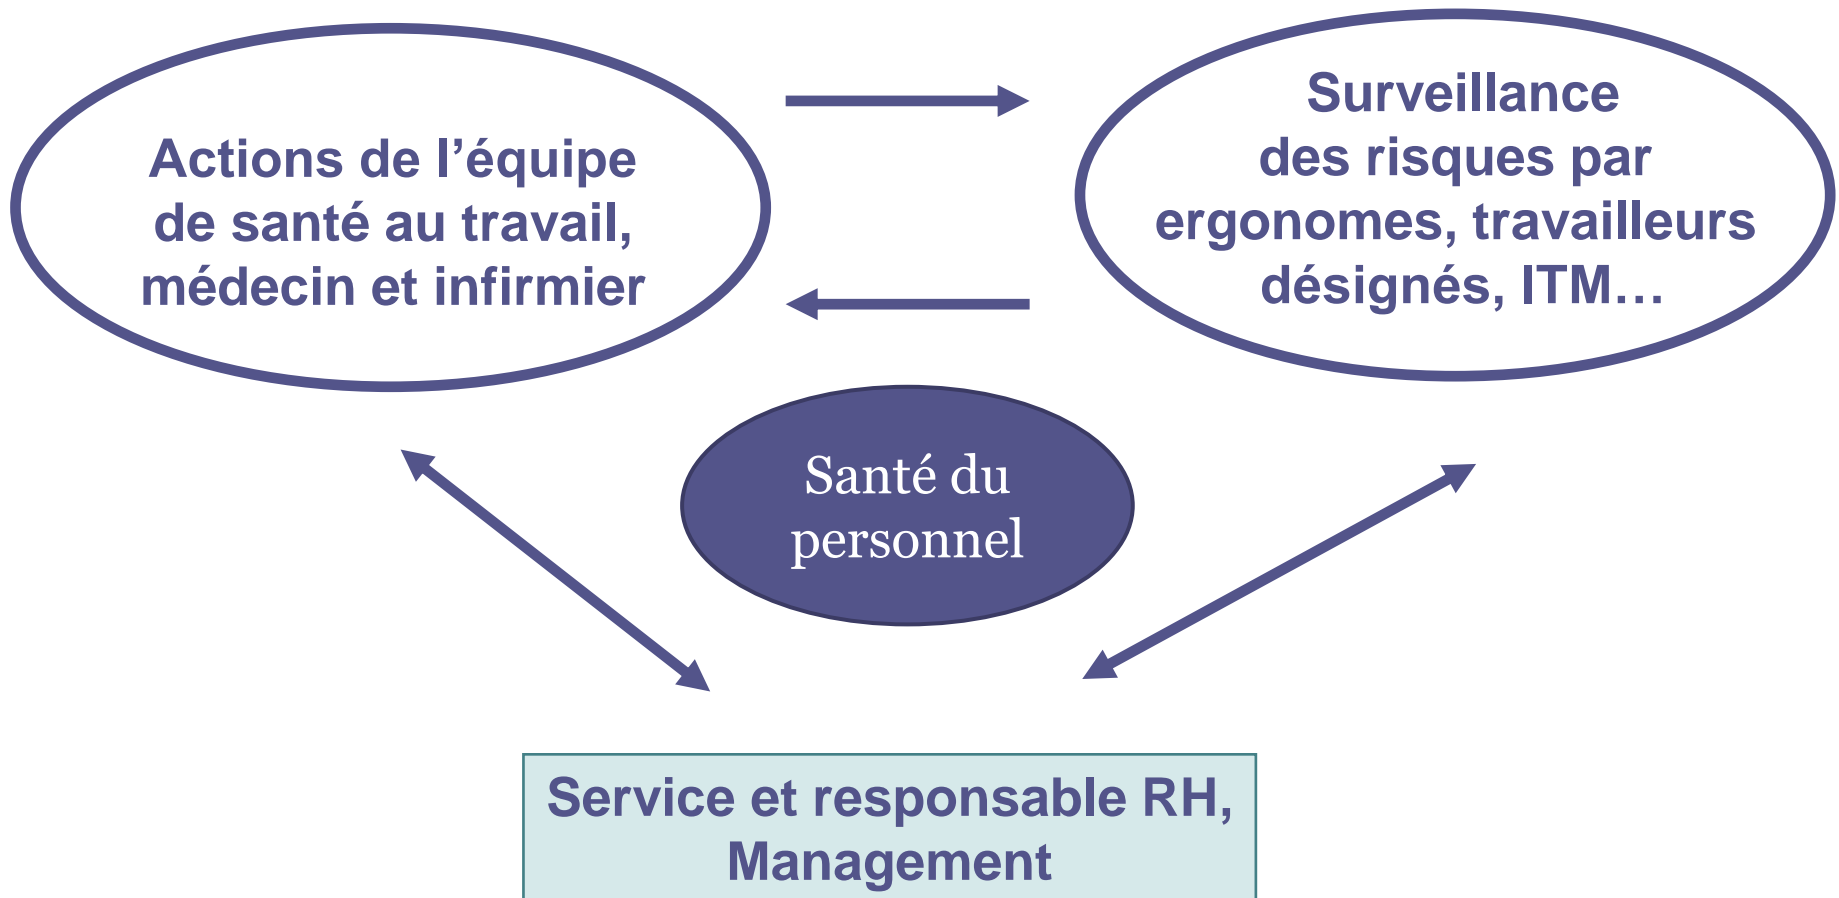 Actions de l’équipe
de santé au travail,
médecin et infirmier
Surveillance
des risques par
ergonomes, travailleurs
désignés, ITM…
Santé du
personnel
Service et responsable RH,
Management